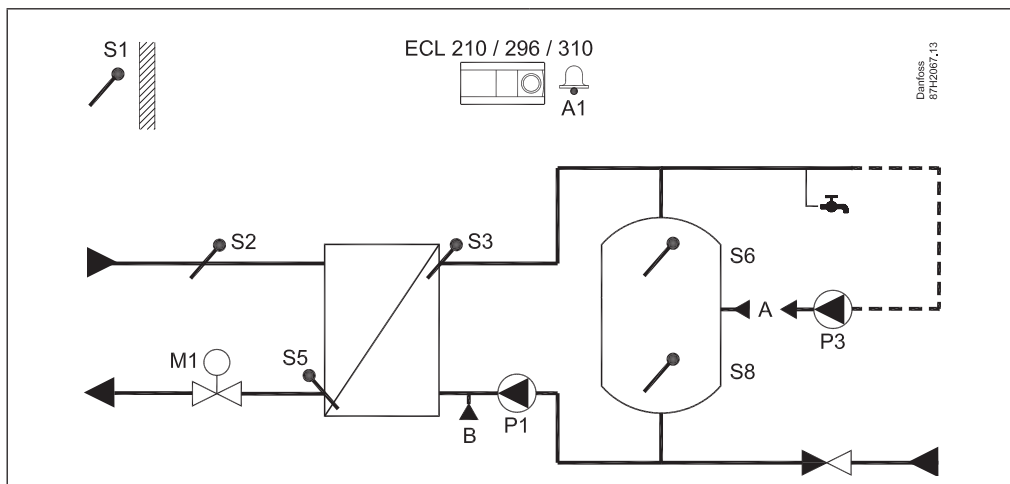 S1
ECL 210 / 296 / 310
A1
Danfoss
87H2067.13
S2
S3
S6
A
P3
M1
S5
S8
B
P1